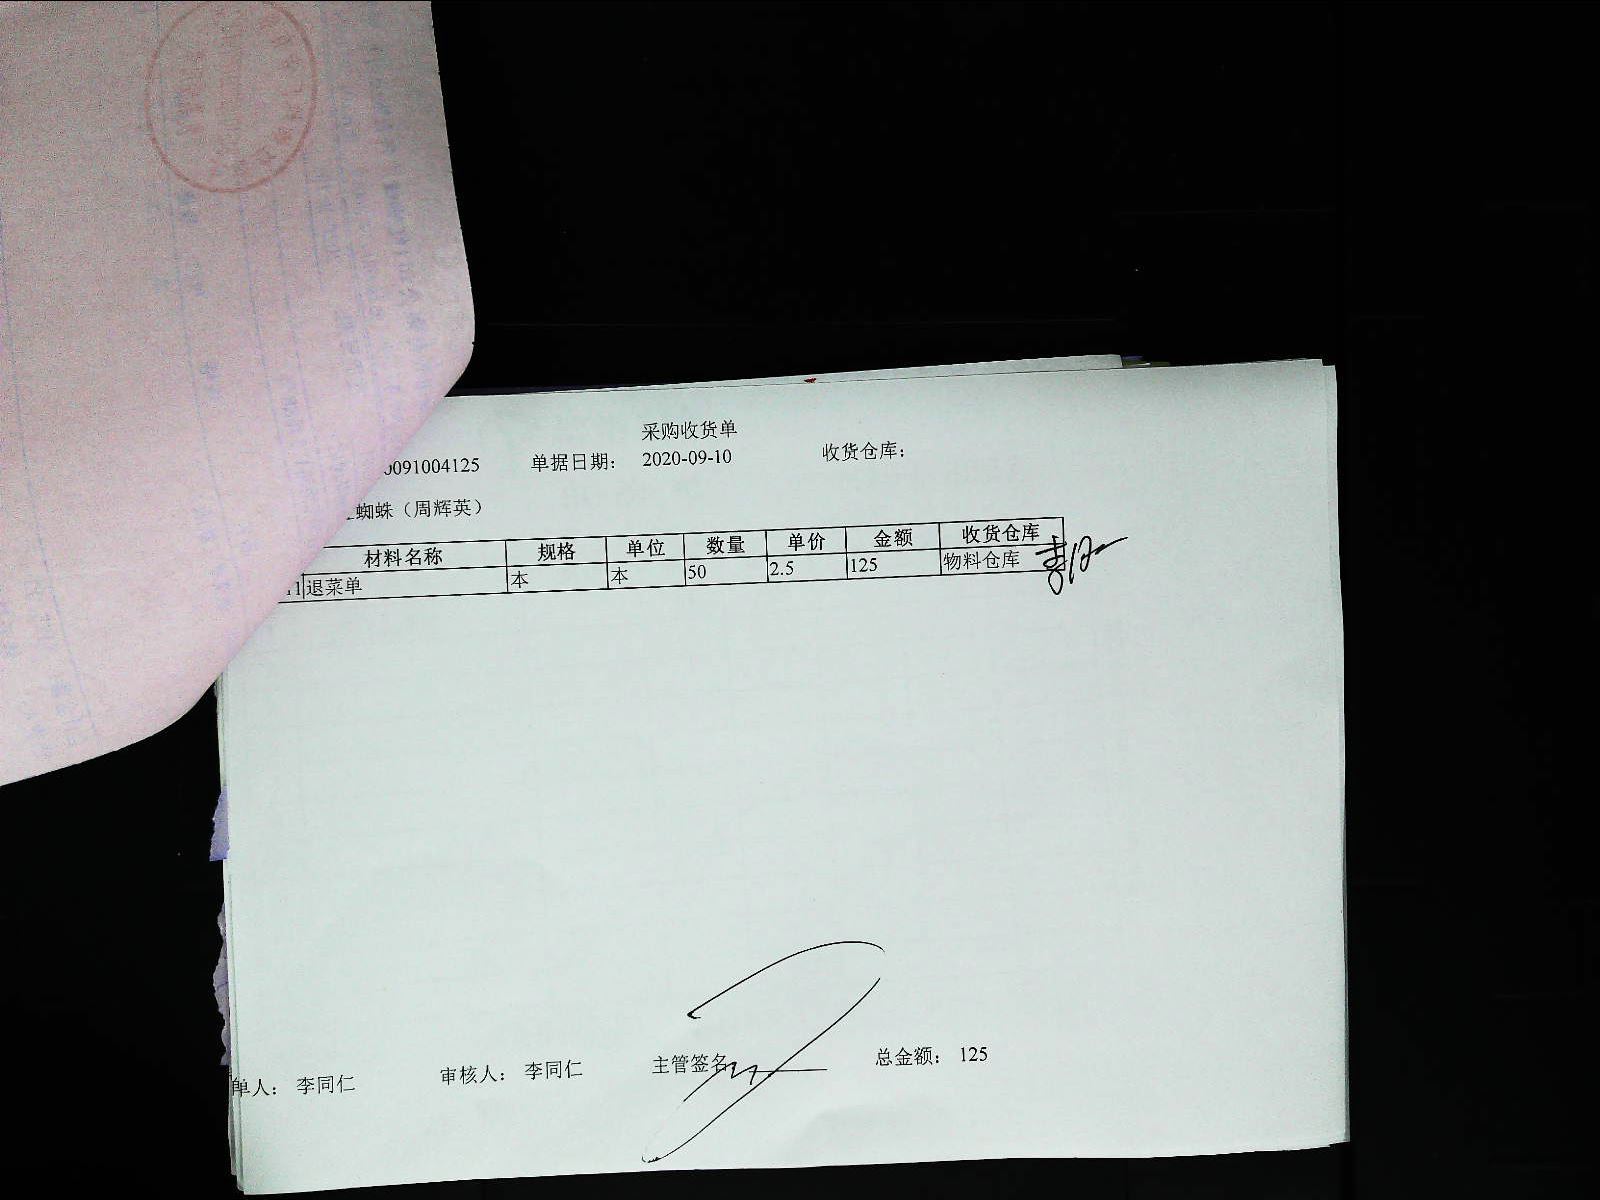 采购收货单
0091004125 单据日期： 2020-09-10 收货仓库：
蜘蛛（周辉英）
材料名称 规格 单位 数量 单价 金额 收货仓库
11 退菜单 本 本 50 2.5 125 物料仓库
单人： 李同仁 审核人： 李同仁 主管签名 总金额： 125